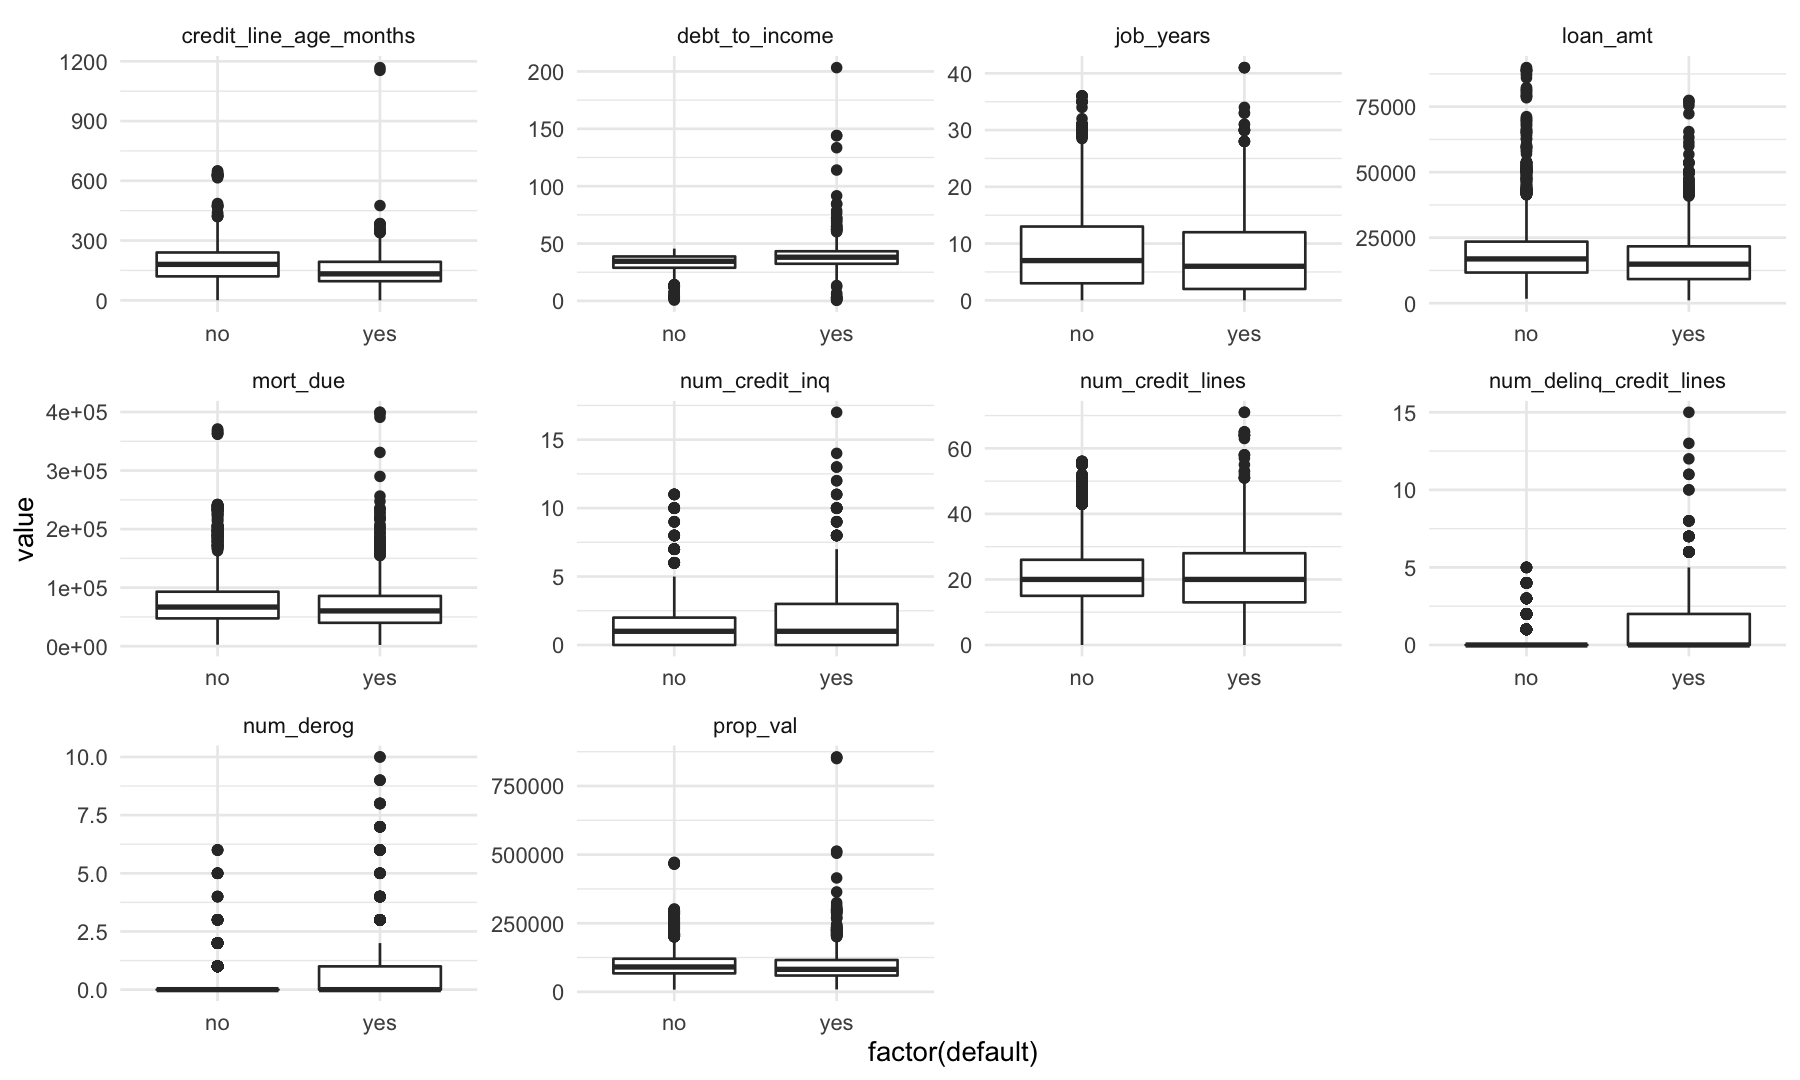 credit_line_age_months debt_to_income job_years loan_amt
1200 900 600 300 0
200 150 100 50 0
40 30 20 10 0
75000 50000 25000 0
no yes no yes no yes no yes
mort_due num_credit_inq num_credit_lines num_delinq_credit_lines
4e+05 3e+05 2e+05 1e+05 0e+00
15 10 5 0
60 40 20 0
15 10 5 0
no yes no yes no yes no yes
value
num_derog prop_val
10.0 7.5 5.0 2.5 0.0
750000 500000 250000 0
no yes no yes
factor(default)